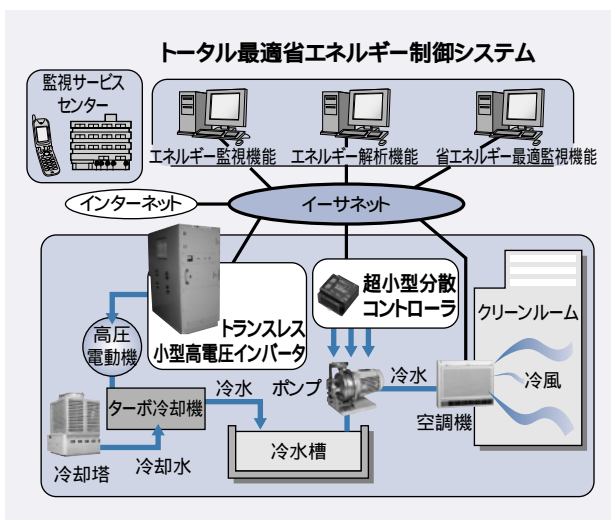 トータル最適省エネルギー制御システム
監視サービス
センター
エネルギー監視機能
エネルギー解析機能
省エネルギー最適監視機能
インターネット
イーサネット
トランスレス
小型高電圧インバータ
超小型分散
コントローラ
クリーンルーム
高圧
電動機
ターボ冷却機
冷水
ポンプ
冷水
空調機
冷風
冷却塔
冷却水
冷水槽